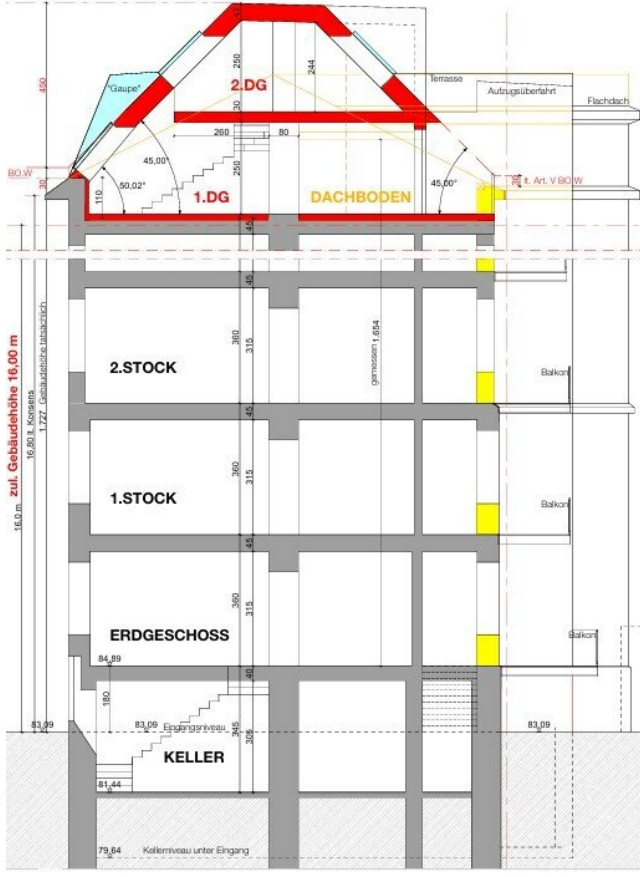 450
BO.W
30
"Gaupe"
45,00°
50,02°
110
250
30
2.DG
244
260
80
250
1.DG
DACHBODEN
45,00°
Terrasse
Aufzugsüberfahrt
Flachdach
30
lt. Art. V BO W
45
45
zul. Gebäudehöhe 16,00 m
16,0 m
16,80 lt. Konsens
1.727 Gebäudehöhe tatsächlich
gemessen 1.654
360
315
2.STOCK
Balkon
45
360
315
1.STOCK
Balkon
45
360
315
ERDGESCHOSS
Balkon
84,89
40
180
83,09
83,09
Eingangsniveau
83,09
345
305
KELLER
81,44
79,64
Kellerniveau unter Eingang